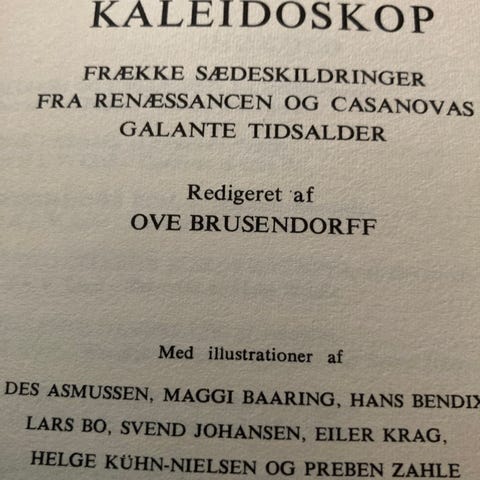 KALEIDOSKOP
FRÆKKE SÆDESKILDRINGER
FRA RENÆSSANCEN OG CASANOVAS
GALANTE TIDSALDER
Redigeret af
OVE BRUSENDORFF
Med illustrationer af
DES ASMUSSEN, MAGGI BAARING, HANS BENDIX
LARS BO, SVEND JOHANSEN, EILER KRAG,
HELGE KÜHN-NIELSEN OG PREBEN ZAHLE